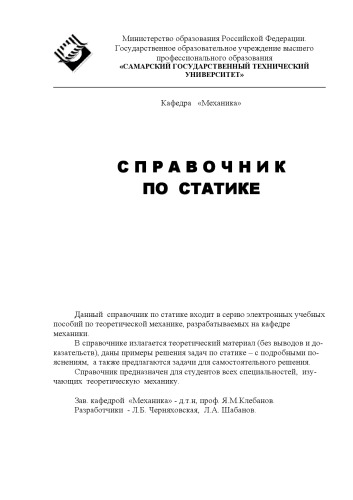 Министерство образования Российской Федерации.
Государственное образовательное учреждение высшего
профессионального образования
«САМАРСКИЙ ГОСУДАРСТВЕННЫЙ ТЕХНИЧЕСКИЙ
УНИВЕРСИТЕТ»
Кафедра «Механика»
С П Р А В О Ч Н И К
ПО СТАТИКЕ
Данный справочник по статике входит в серию электронных учебных
пособий по теоретической механике, разрабатываемых на кафедре
механики.
В справочнике излагается теоретический материал (без выводов и до-
казательств), даны примеры решения задач по статике – с подробными по-
яснениям, а также предлагаются задачи для самостоятельного решения.
Справочник предназначен для студентов всех специальностей, изу-
чающих теоретическую механику.
Зав. кафедрой «Механика» - д.т.н, проф. Я.М.Клебанов.
Разработчики - Л.Б. Черняховская, Л.А. Шабанов.